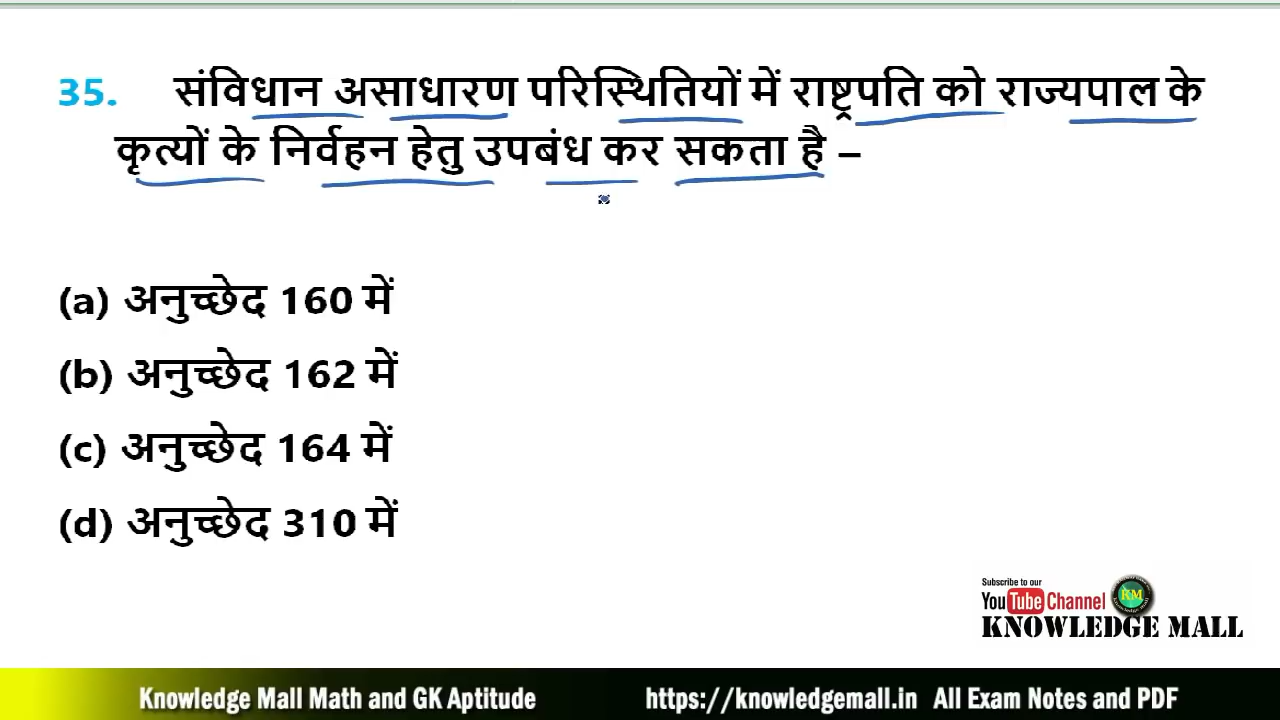 35. संविधान असाधारण परिस्थितियों में राष्ट्रपति को राज्यपाल के
कृत्यों के निर्वहन हेतु उपबंध कर सकता है –
(a) अनुच्छेद 160 में
(b) अनुच्छेद 162 में
(c) अनुच्छेद 164 में
(d) अनुच्छेद 310 में
Subscribe to our
YouTube Channel
KM
KNOWLEDGE MALL
Knowledge Mall Math and GK Aptitude https://knowledgemall.in All Exam Notes and PDF